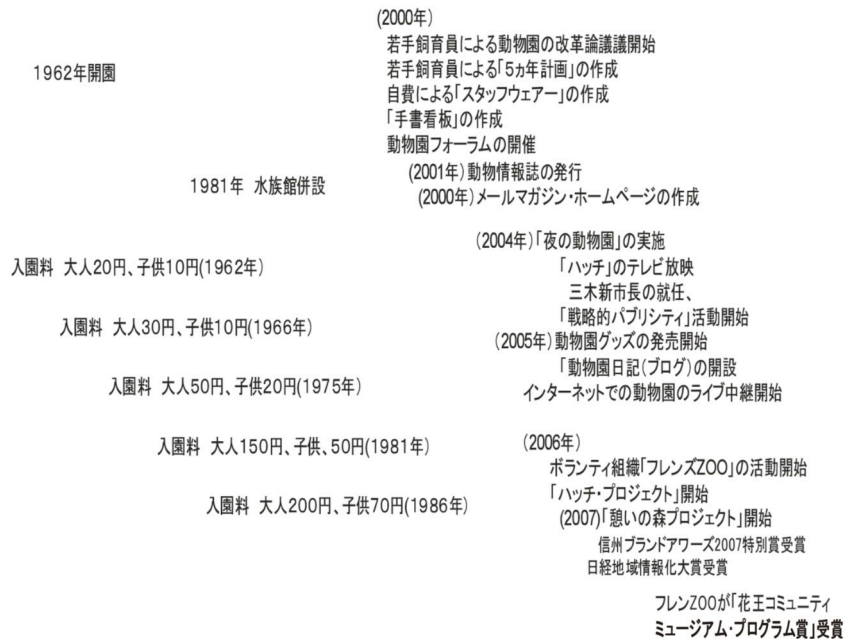 1962年開園
1981年 水族館併設
入園料 大人20円、子供10円(1962年)
入園料 大人30円、子供10円(1966年)
入園料 大人50円、子供20円(1975年)
入園料 大人150円、子供、50円(1981年)
入園料 大人200円、子供70円(1986年)
(2000年)
若手飼育員による動物園の改革論議議開始
若手飼育員による「5ヵ年計画」の作成
自費による「スタッフウェアー」の作成
「手書看板」の作成
動物園フォーラムの開催
(2001年)動物情報誌の発行
(2000年)メールマガジン・ホームページの作成
(2004年)「夜の動物園」の実施
「ハッチ」のテレビ放映
三木新市長の就任、
「戦略的パブリシティ」活動開始
(2005年)動物園グッズの発売開始
「動物園日記(ブログ)の開設
インターネットでの動物園のライブ中継開始
(2006年)
ボランティ組織「フレンズZOO」の活動開始
「ハッチ・プロジェクト」開始
(2007)「憩いの森プロジェクト」開始
信州ブランドアワーズ2007特別賞受賞
日経地域情報化大賞受賞
フレンZOOが「花王コミュニティ
ミュージアム・プログラム賞」受賞